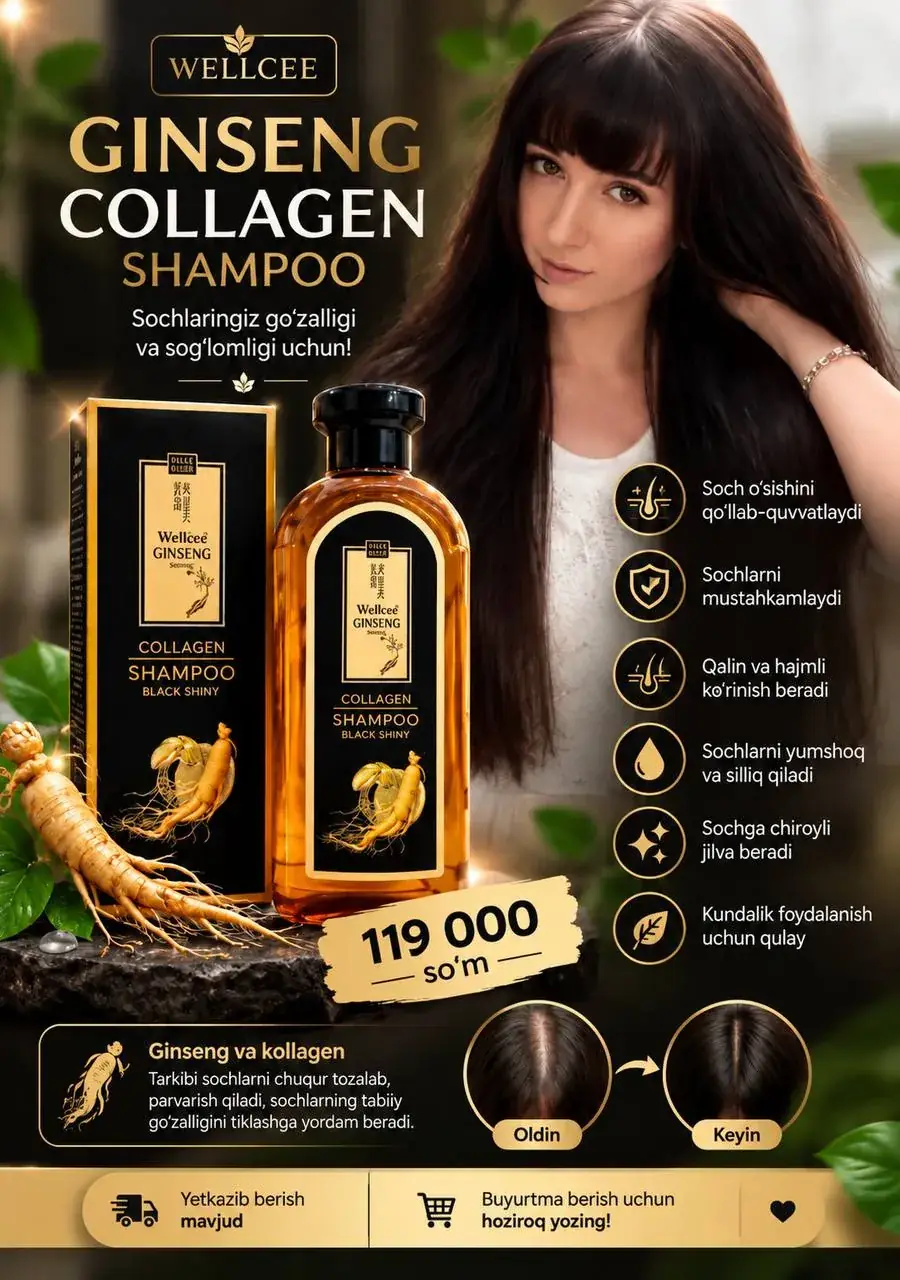 WELLCEE
GINSENG
COLLAGEN
SHAMPOO
Sochlaringiz go‘zalligi
va sog‘lomligi uchun!
Wellcee
GINSENG
COLLAGEN
SHAMPOO
BLACK SHINY
Wellcee
GINSENG
COLLAGEN
SHAMPOO
BLACK SHINY
Soch o‘sishini
qo‘llab-quvvatlaydi
Sochlarni
mustahkamlaydi
Qalin va hajmli
ko‘rinish beradi
Sochlarni yumshoq
va silliq qiladi
Sochga chiroyli
jilva beradi
Kundalik foydalanish
uchun qulay
119 000
so‘m
Ginseng va kollagen
Tarkibi sochlarni chuqur tozalab,
parvarish qiladi, sochlarning tabiiy
go‘zalligini tiklashga yordam beradi.
Oldin
Keyin
Yetkazib berish
mavjud
Buyurtma berish uchun
hoziroq yozing!